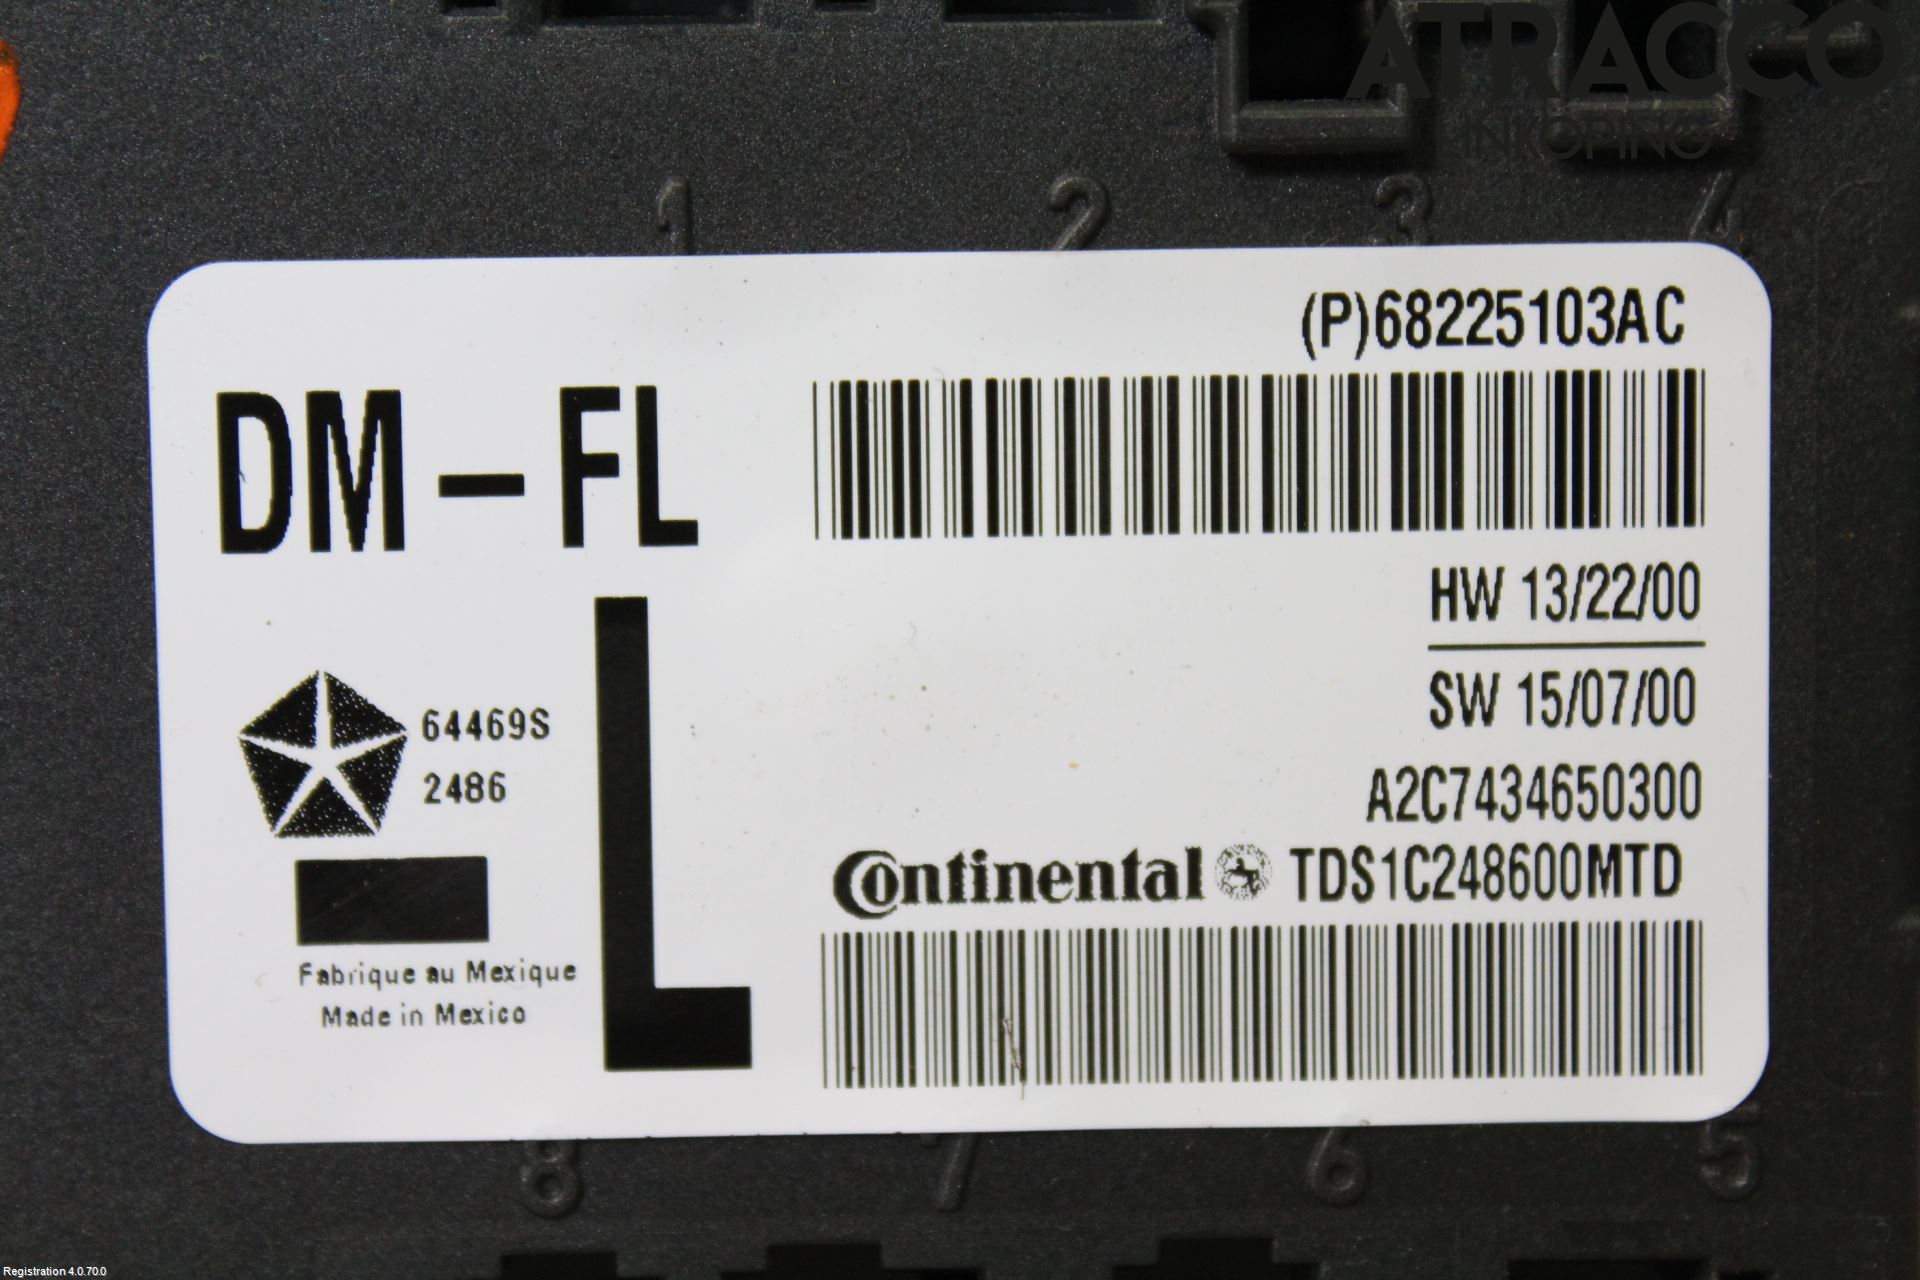 ATRACCO
LINKÖPING
1 2 3 4
(P)68225103AC
DM-FL
HW 13/22/00
SW 15/07/00
64469S
2486
L
A2C7434650300
Continental TDS1C248600MTD
Fabrique au Mexique
Made in Mexico
8 7 6 5
Registration 4.0.70.0